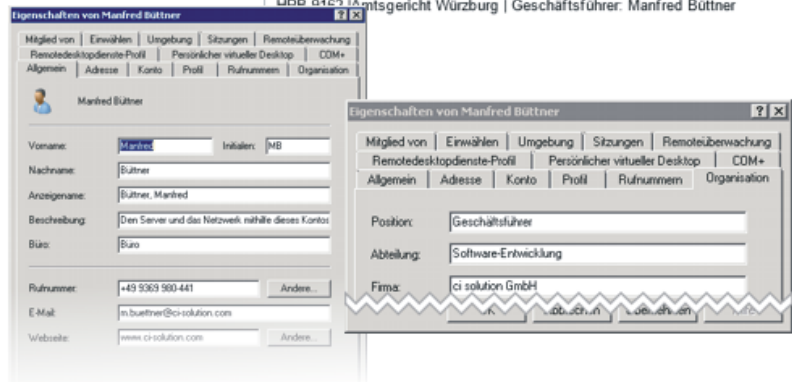 HRB 9162 |Amtsgericht Würzburg | Geschäftsführer: Manfred Büttner
Eigenschaften von Manfred Büttner
Mitglied von | Einwählen | Umgebung | Sitzungen | Remoteüberwachung
Remotedesktopdienste-Profil | Persönlicher virtueller Desktop | COM+
Allgemein | Adresse | Konto | Profil | Rufnummern | Organisation
Manfred Büttner
Vorname: Manfred Initialen: MB
Nachname: Büttner
Anzeigename: Büttner, Manfred
Beschreibung: Den Server und das Netzwerk mithilfe dieses Kontos
Büro: Büro
Rufnummer: +49 9369 980-441 Andere...
E-Mail: m.buettner@ci-solution.com
Webseite: www.ci-solution.com Andere...
Eigenschaften von Manfred Büttner
Mitglied von | Einwählen | Umgebung | Sitzungen | Remoteüberwachung
Remotedesktopdienste-Profil | Persönlicher virtueller Desktop | COM+
Allgemein | Adresse | Konto | Profil | Rufnummern | Organisation
Position: Geschäftsführer
Abteilung: Software-Entwicklung
Firma: ci solution GmbH